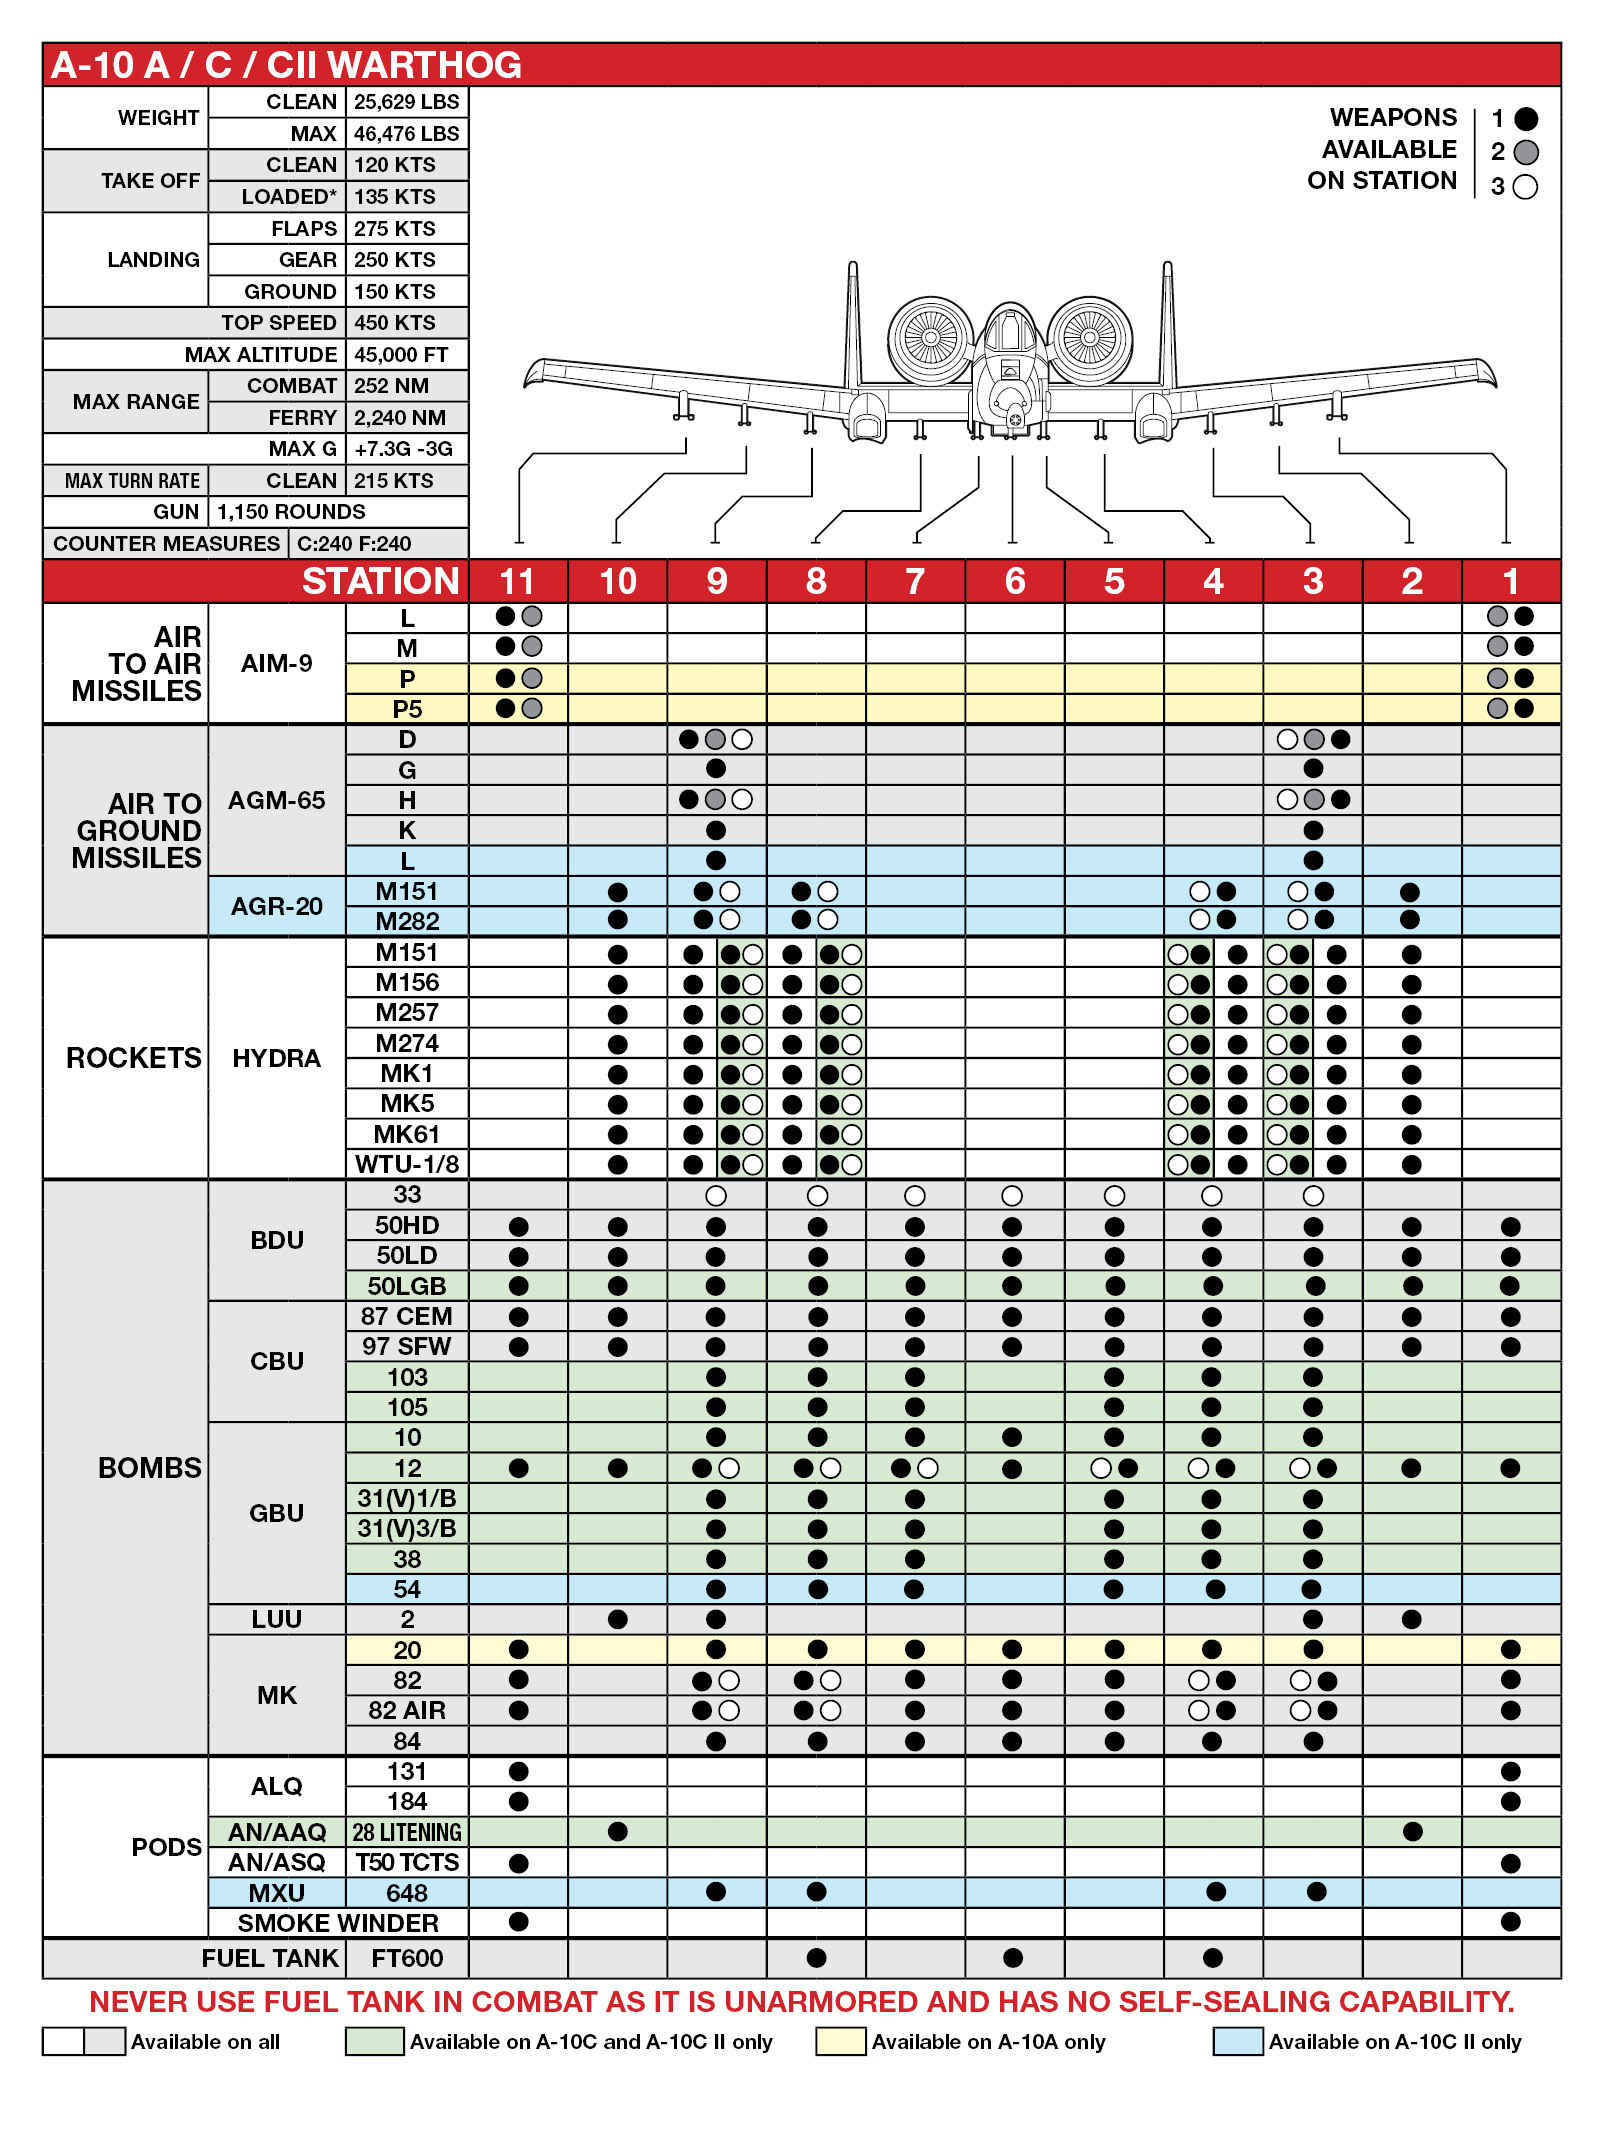 A-10 A / C / CII WARTHOG
WEIGHT CLEAN 25,629 LBS
MAX 46,476 LBS
TAKE OFF CLEAN 120 KTS
LOADED* 135 KTS
LANDING FLAPS 275 KTS
GEAR 250 KTS
GROUND 150 KTS
TOP SPEED 450 KTS
MAX ALTITUDE 45,000 FT
MAX RANGE COMBAT 252 NM
FERRY 2,240 NM
MAX G +7.3G -3G
MAX TURN RATE CLEAN 215 KTS
GUN 1,150 ROUNDS
COUNTER MEASURES C:240 F:240
WEAPONS 1
AVAILABLE 2
ON STATION 3
STATION 11 10 9 8 7 6 5 4 3 2 1
AIR
TO AIR
MISSILES
AIM-9
L
M
P
P5
AIR TO
GROUND
MISSILES
AGM-65
D
G
H
K
L
AGR-20
M151
M282
ROCKETS
HYDRA
M151
M156
M257
M274
MK1
MK5
MK61
WTU-1/8
BOMBS
BDU
33
50HD
50LD
50LGB
CBU
87 CEM
97 SFW
103
105
GBU
10
12
31(V)1/B
31(V)3/B
38
54
LUU 2
MK
20
82
82 AIR
84
PODS
ALQ
131
184
AN/AAQ 28 LITENING
AN/ASQ T50 TCTS
MXU 648
SMOKE WINDER
FUEL TANK FT600
NEVER USE FUEL TANK IN COMBAT AS IT IS UNARMORED AND HAS NO SELF-SEALING CAPABILITY.
Available on all
Available on A-10C and A-10C II only
Available on A-10A only
Available on A-10C II only